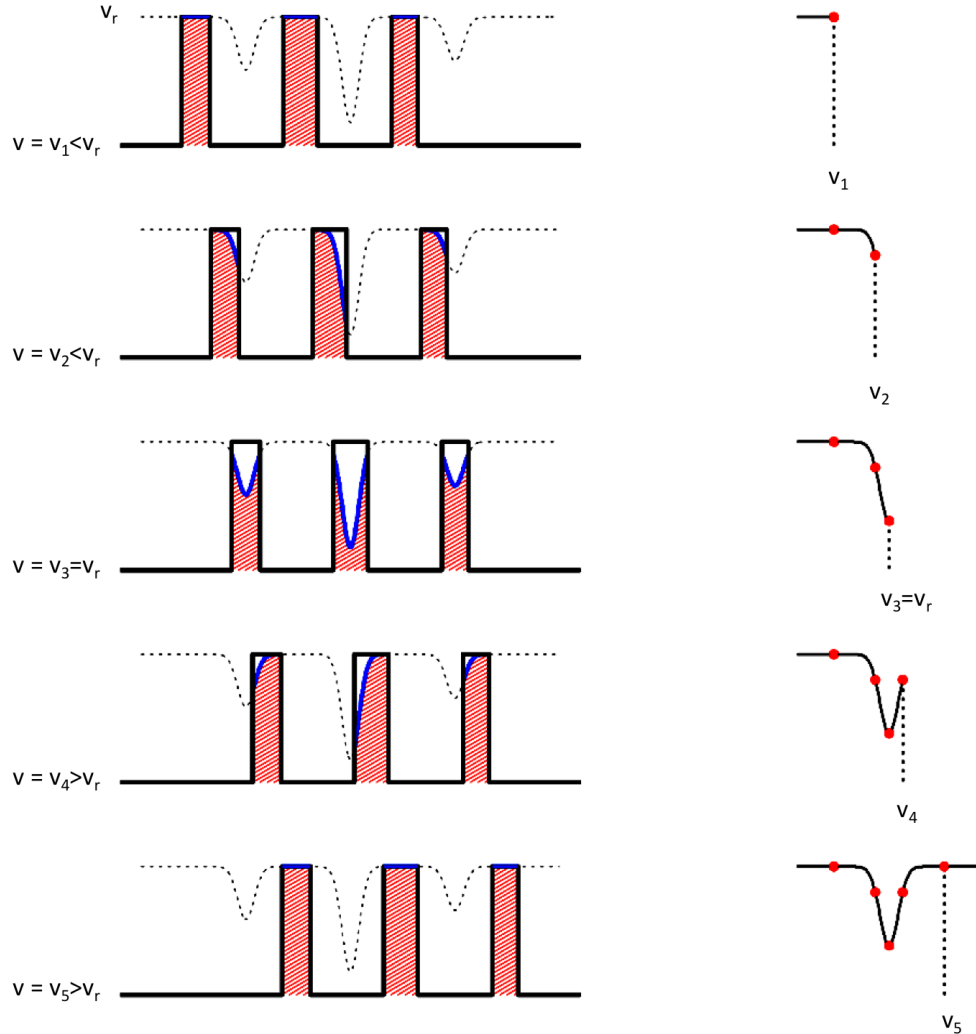 vᵣ
v = v₁<vᵣ
v₁
v = v₂<vᵣ
v₂
v = v₃=vᵣ
v₃=vᵣ
v = v₄>vᵣ
v₄
v = v₅>vᵣ
v₅